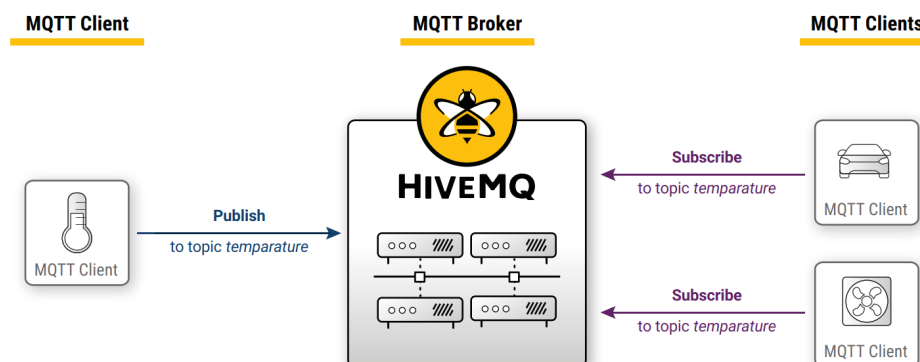 MQTT Client
MQTT Broker
MQTT Clients
HIVEMQ
MQTT Client
Publish
to topic temparature
Subscribe
to topic temparature
MQTT Client
Subscribe
to topic temparature
MQTT Client